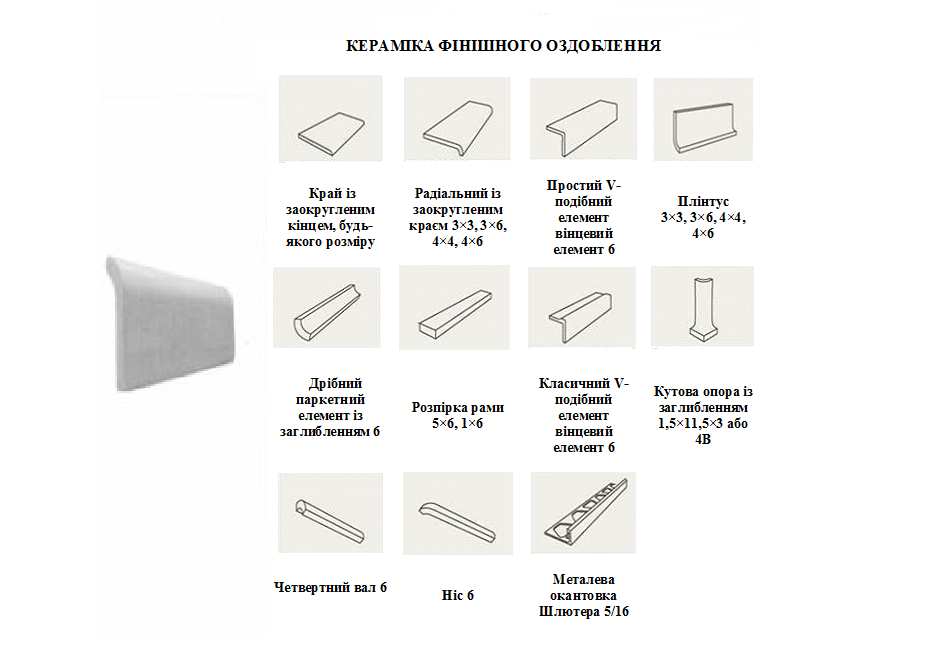 КЕРАМІКА ФІНІШНОГО ОЗДОБЛЕННЯ
Край із
заокругленим
кінцем, будь-
якого розміру
Радіальний із
заокругленим
краєм 3×3, 3×6,
4×4, 4×6
Простий V-
подібний
елемент
вінцевий
елемент 6
Плінтус
3×3, 3×6, 4×4,
4×6
Дрібний
паркетний
елемент із
заглибленням 6
Розпірка рами
5×6, 1×6
Класичний V-
подібний
елемент
вінцевий
елемент 6
Кутова опора із
заглибленням
1,5×11,5×3 або
4В
Четвертний вал 6
Ніс 6
Металева
окантовка
Шлютера 5/16